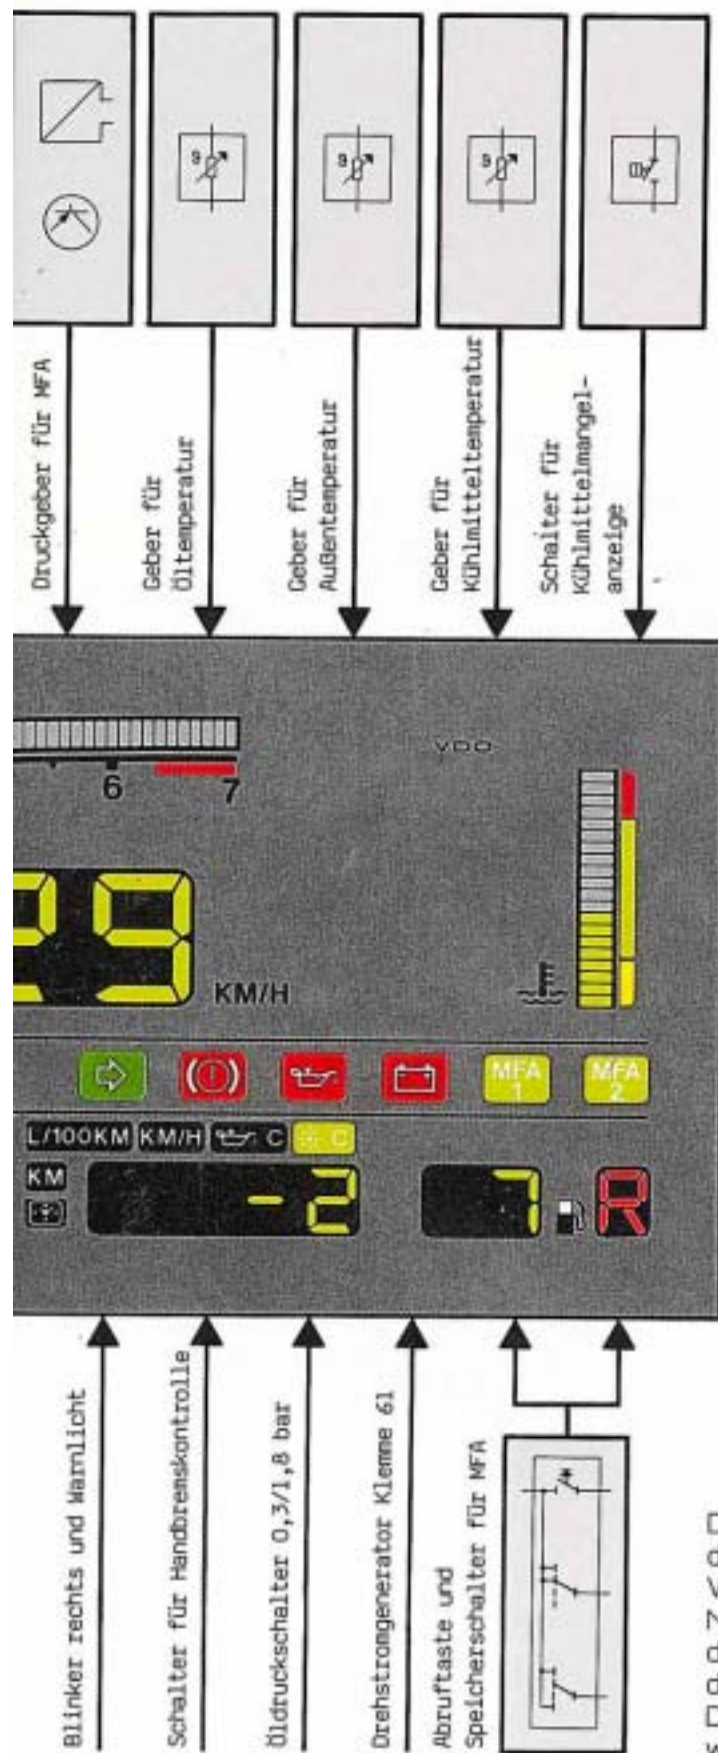 Druckgeber für MFA
Geber für
Öltemperatur
Geber für
Außentemperatur
Geber für
Kühlmitteltemperatur
Schalter für
Kühlmittelmangel-
anzeige
6
7
VDO
9
KM/H
MFA
1
MFA
2
L/100KM
KM/H
C
C
KM
-2
7
R
Blinker rechts und Warnlicht
Schalter für Handbremskontrolle
Öldruckschalter 0,3/1,8 bar
Drehstromgenerator Klemme 61
Abruftaste und
Speicherschalter für MFA